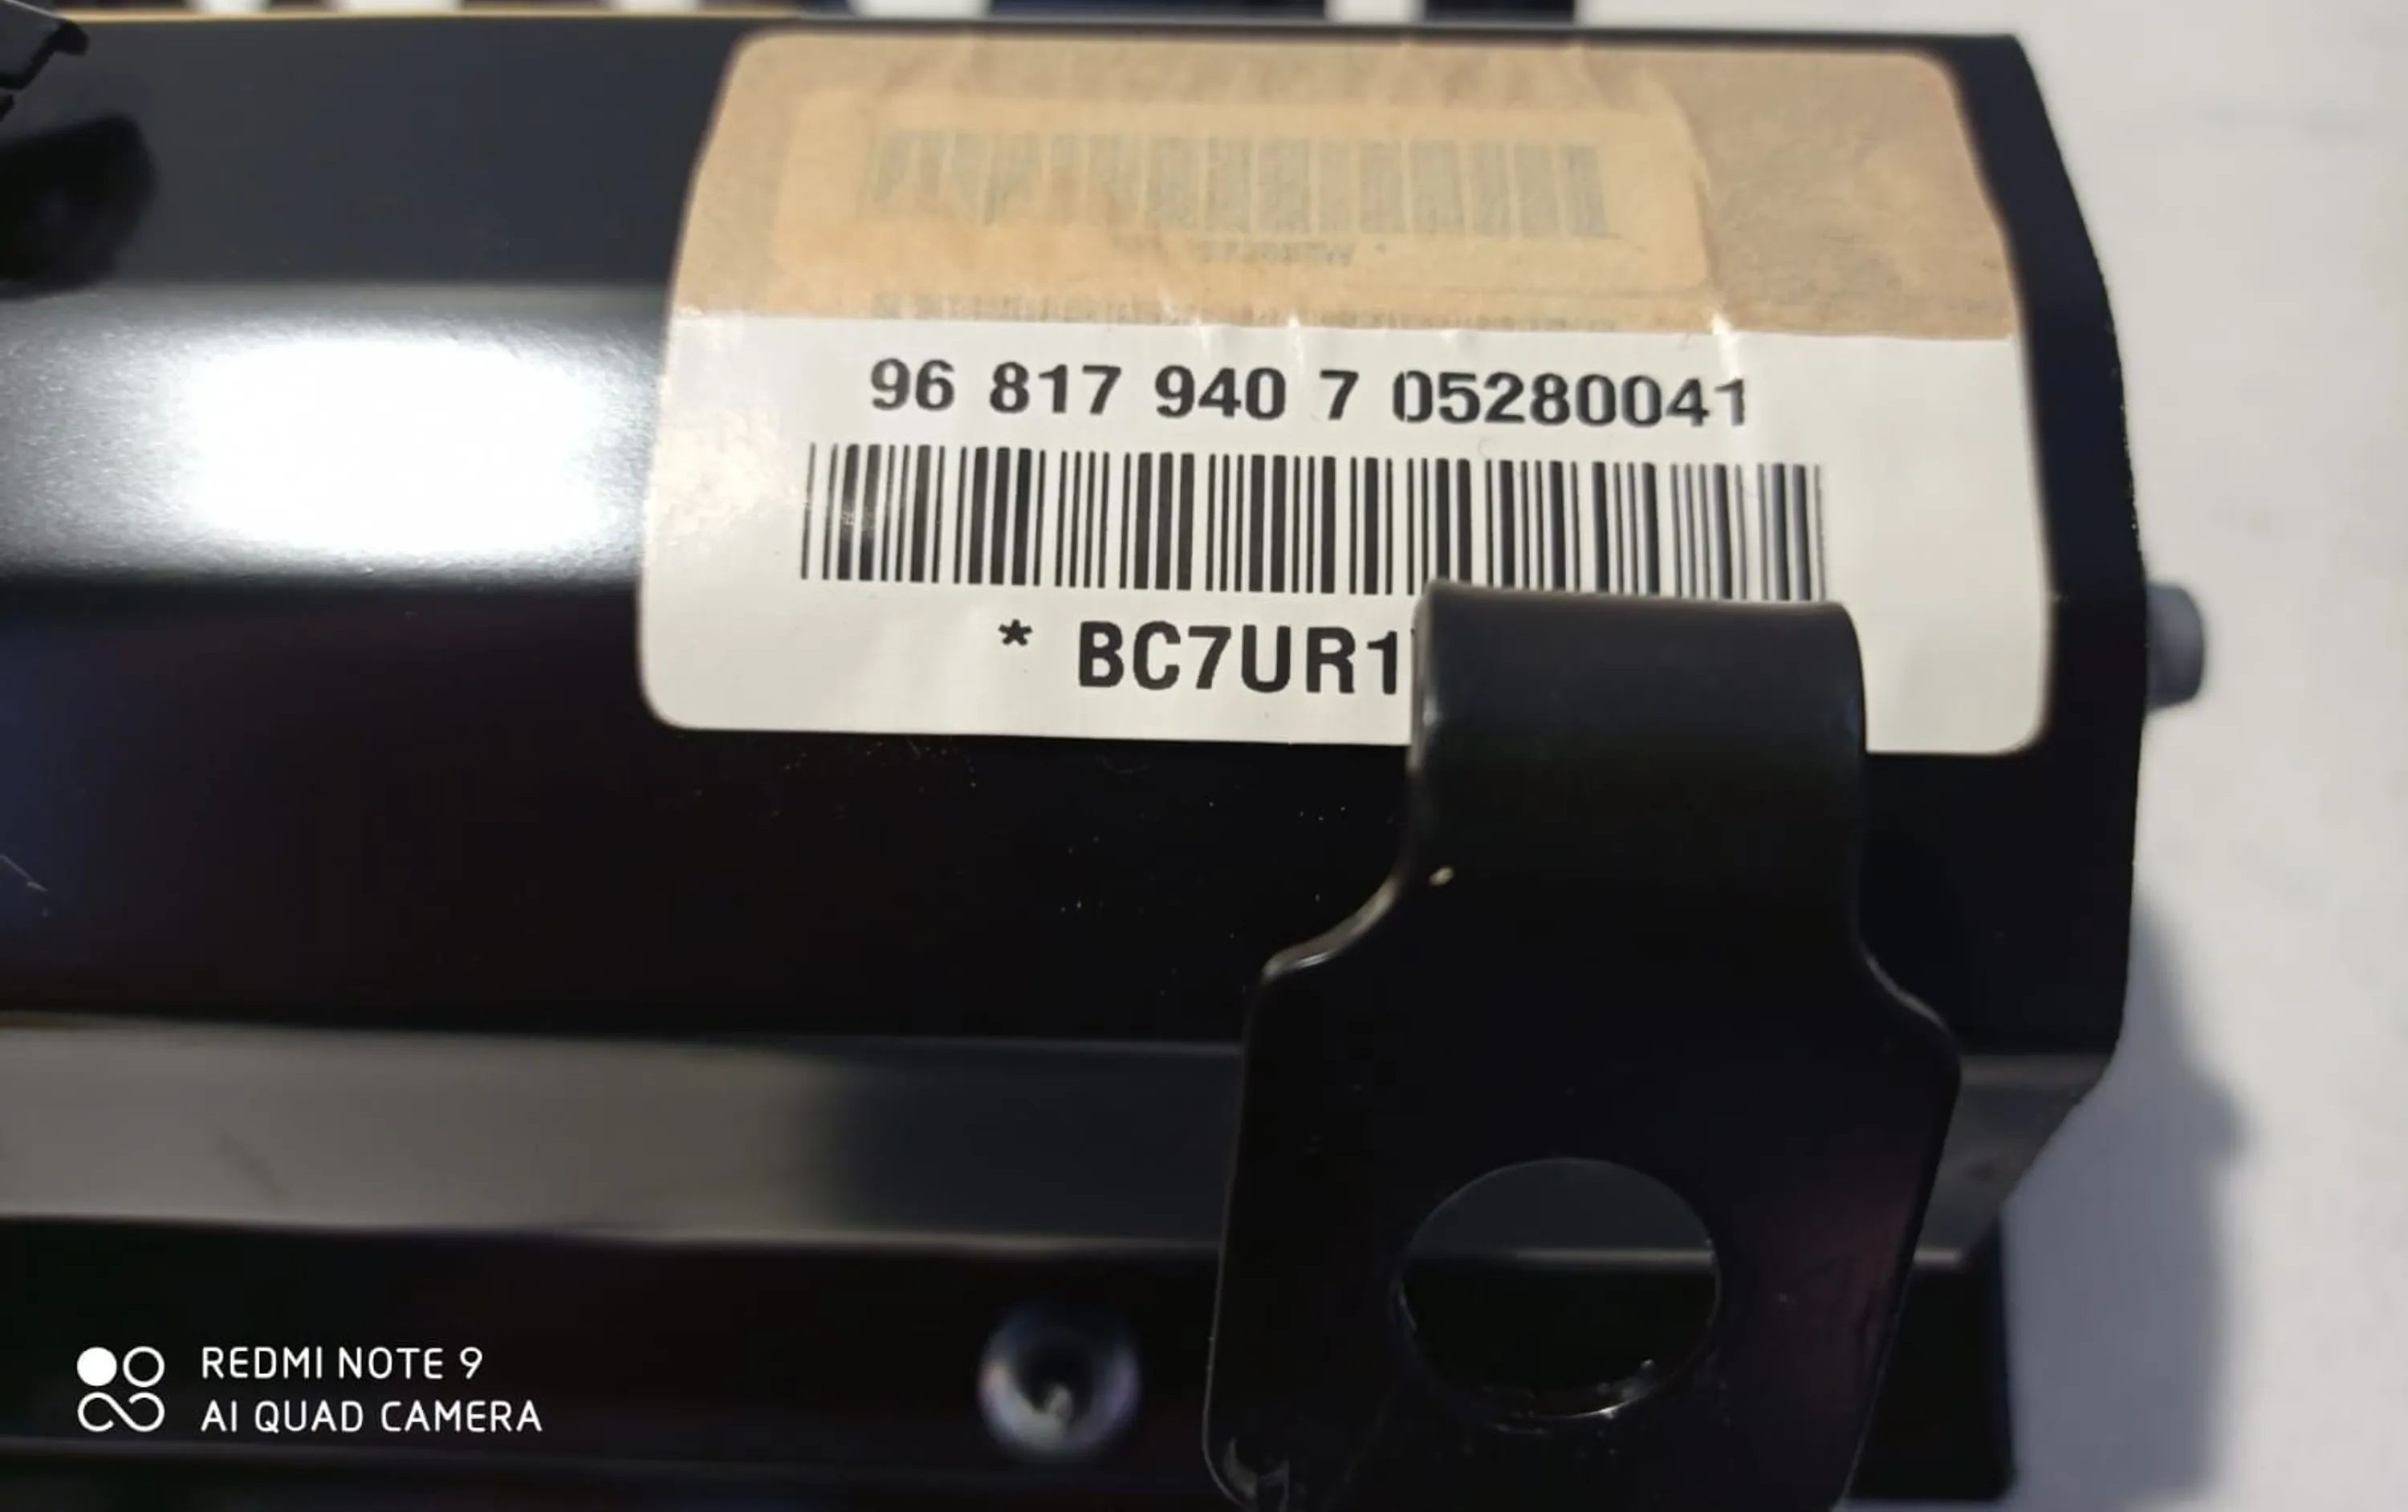 96 817 940 7 05280041
* BC7UR1
REDMI NOTE 9
AI QUAD CAMERA